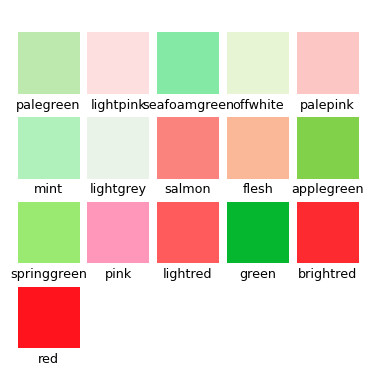 palegreen lightpink seafoamgreen offwhite palepink
mint lightgrey salmon flesh applegreen
springgreen pink lightred green brightred
red